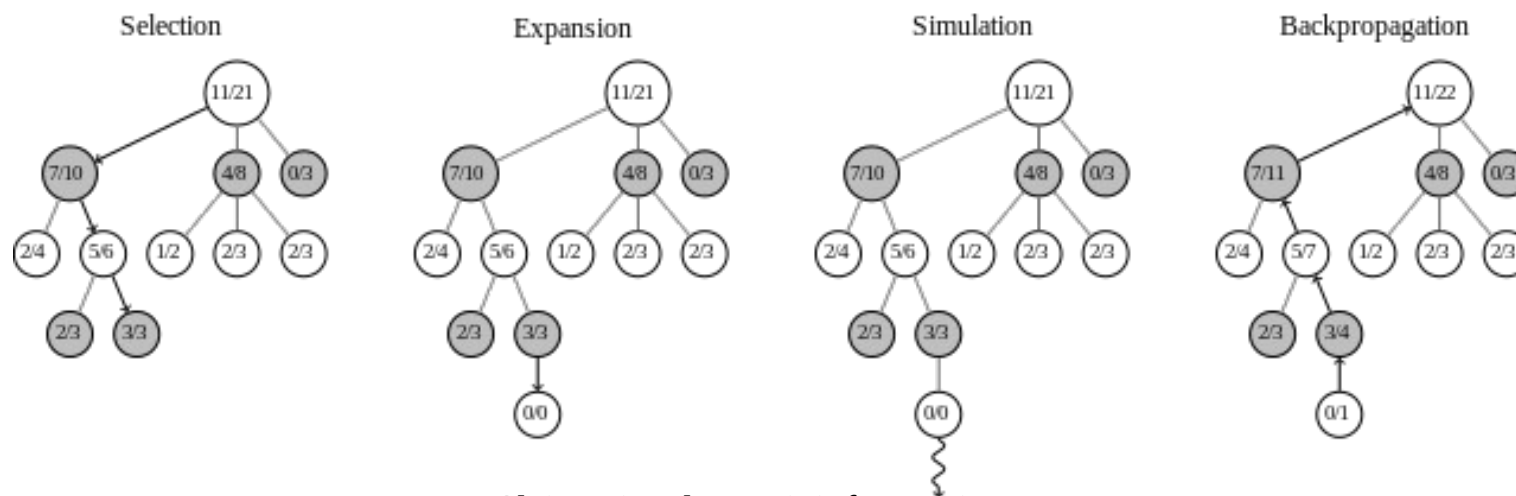 Selection Expansion Simulation Backpropagation
11/21 11/21 11/21 11/22
7/10 4/8 0/3 7/10 4/8 0/3 7/10 4/8 0/3 7/11 4/8 0/3
2/4 5/6 1/2 2/3 2/3 2/4 5/6 1/2 2/3 2/3 2/4 5/6 1/2 2/3 2/3 2/4 5/7 1/2 2/3 2/3
2/3 3/3 2/3 3/3 2/3 3/3 2/3 3/4
0/0 0/0 0/1